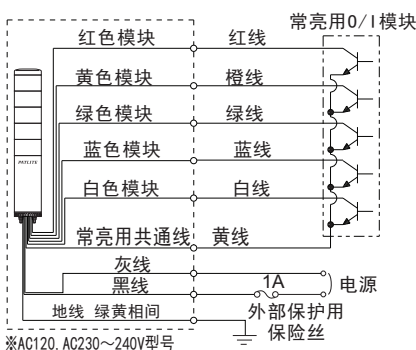 常亮用O/I模块
红色模块 红线
黄色模块 橙线
绿色模块 绿线
蓝色模块 蓝线
PATLITE
白色模块 白线
常亮用共通线 黄线
灰线
黑线 1A 电源
地线 绿黄相间 外部保护用
保险丝
※AC120. AC230～240V型号